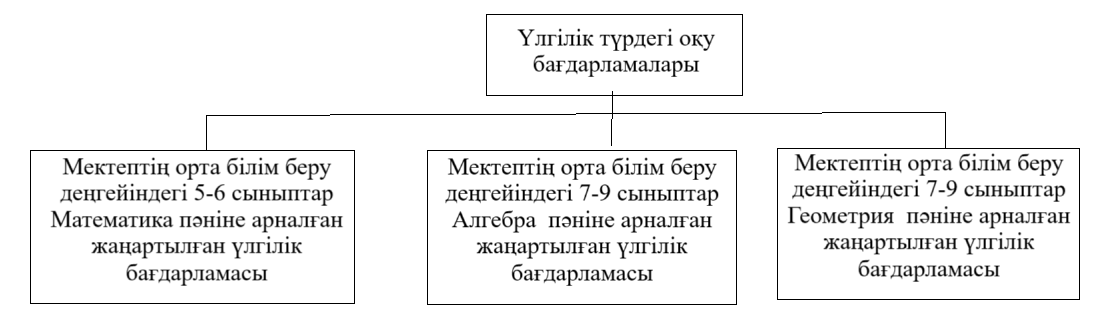 Үлгілік түрдегі оқу
бағдарламалары
Мектептің орта білім беру
деңгейіндегі 5-6 сыныптар
Математика пәніне арналған
жаңартылған үлгілік
бағдарламасы
Мектептің орта білім беру
деңгейіндегі 7-9 сыныптар
Алгебра пәніне арналған
жаңартылған үлгілік
бағдарламасы
Мектептің орта білім беру
деңгейіндегі 7-9 сыныптар
Геометрия пәніне арналған
жаңартылған үлгілік
бағдарламасы